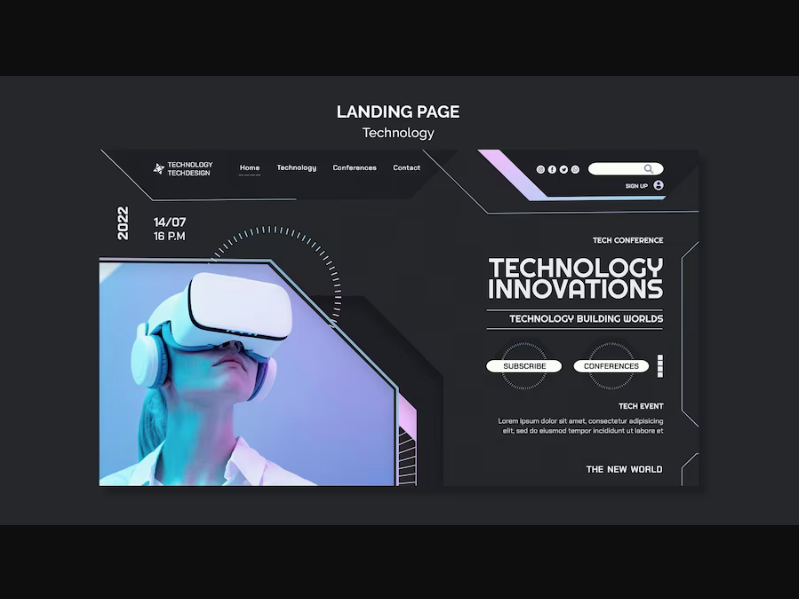 LANDING PAGE
Technology
TECHNOLOGY
TECHDESIGN
Home Technology Conferences Contact
SIGN UP
2022
14/07
16 P.M
TECH CONFERENCE
TECHNOLOGY
INNOVATIONS
TECHNOLOGY BUILDING WORLDS
SUBSCRIBE CONFERENCES
TECH EVENT
Lorem ipsum dolor sit amet, consectetur adipisicing
elit, sed do eiusmod tempor incididunt ut labore et
THE NEW WORLD